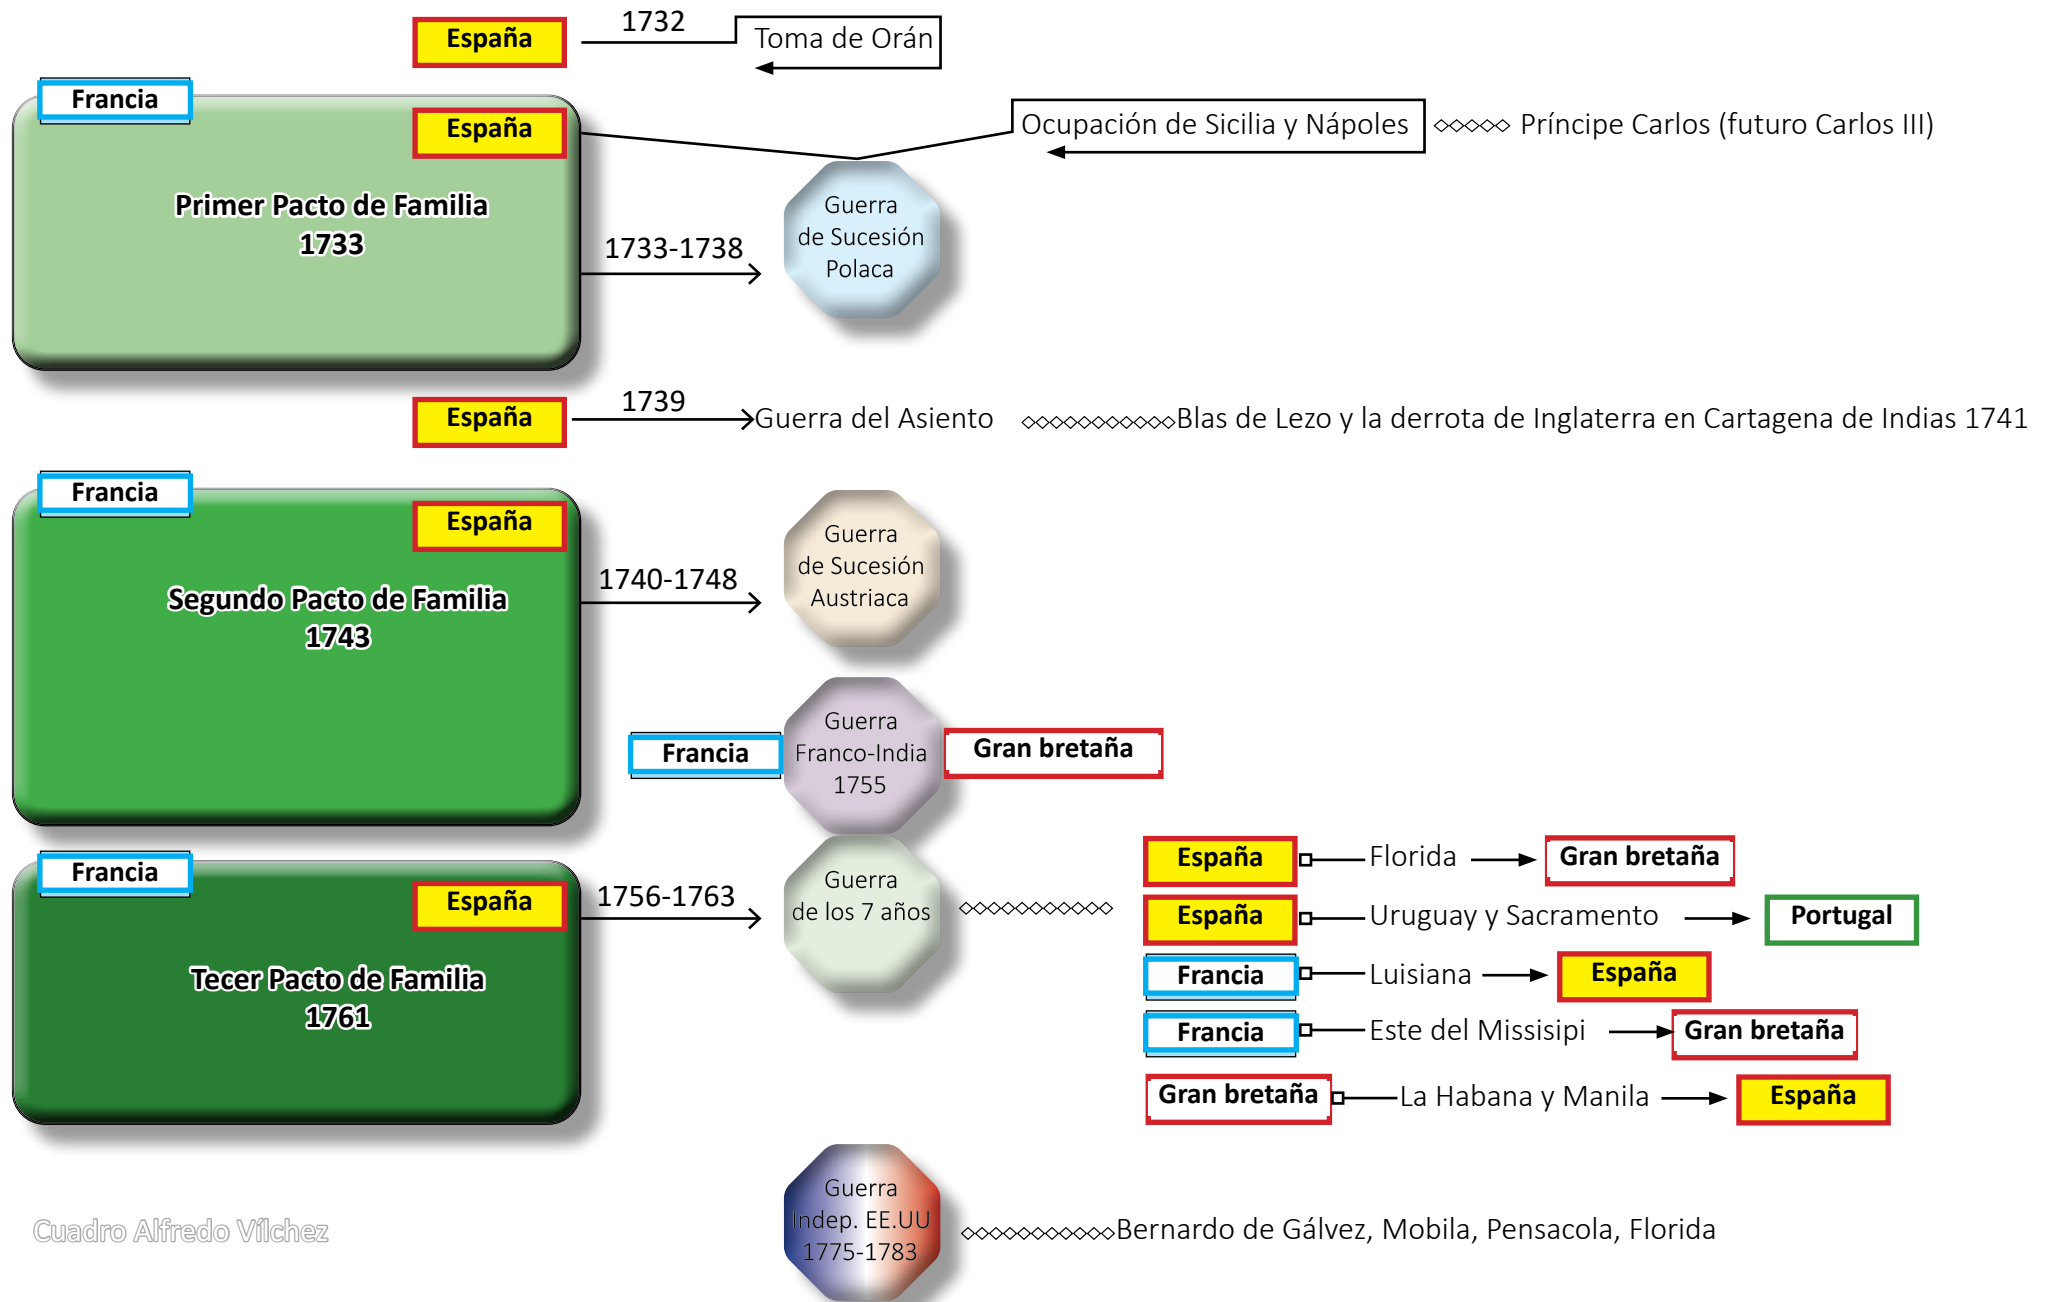 España
1732
Toma de Orán
Francia
España
Ocupación de Sicilia y Nápoles
Príncipe Carlos (futuro Carlos III)
Primer Pacto de Familia
1733
1733-1738
Guerra
de Sucesión
Polaca
España
1739
Guerra del Asiento
Blas de Lezo y la derrota de Inglaterra en Cartagena de Indias 1741
Francia
España
Segundo Pacto de Familia
1743
1740-1748
Guerra
de Sucesión
Austriaca
Francia
Guerra
Franco-India
1755
Gran bretaña
Francia
España
Tecer Pacto de Familia
1761
1756-1763
Guerra
de los 7 años
España
Florida
Gran bretaña
España
Uruguay y Sacramento
Portugal
Francia
Luisiana
España
Francia
Este del Missisipi
Gran bretaña
Gran bretaña
La Habana y Manila
España
Guerra
Indep. EE.UU
1775-1783
Bernardo de Gálvez, Mobila, Pensacola, Florida
Cuadro Alfredo Vílchez